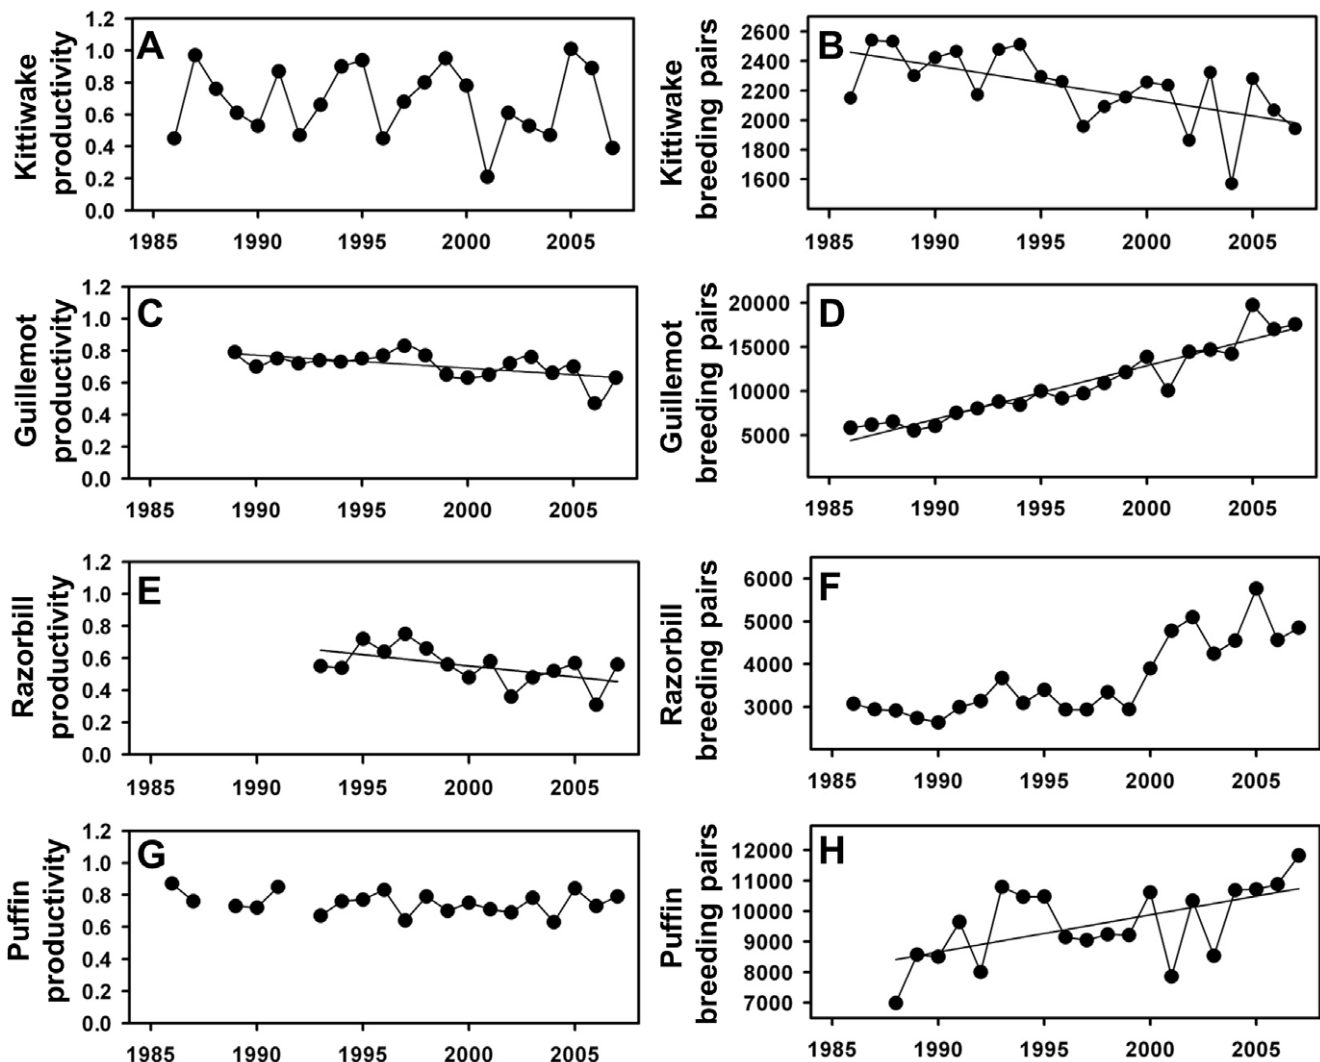 Kittiwake
productivity
1.2
1.0
0.8
0.6
0.4
0.2
0.0
A
1985 1990 1995 2000 2005
Kittiwake
breeding pairs
2600
2400
2200
2000
1800
1600
B
1985 1990 1995 2000 2005
Guillemot
productivity
1.2
1.0
0.8
0.6
0.4
0.2
0.0
C
1985 1990 1995 2000 2005
Guillemot
breeding pairs
20000
15000
10000
5000
D
1985 1990 1995 2000 2005
Razorbill
productivity
1.2
1.0
0.8
0.6
0.4
0.2
0.0
E
1985 1990 1995 2000 2005
Razorbill
breeding pairs
6000
5000
4000
3000
F
1985 1990 1995 2000 2005
Puffin
productivity
1.2
1.0
0.8
0.6
0.4
0.2
0.0
G
1985 1990 1995 2000 2005
Puffin
breeding pairs
12000
11000
10000
9000
8000
7000
H
1985 1990 1995 2000 2005